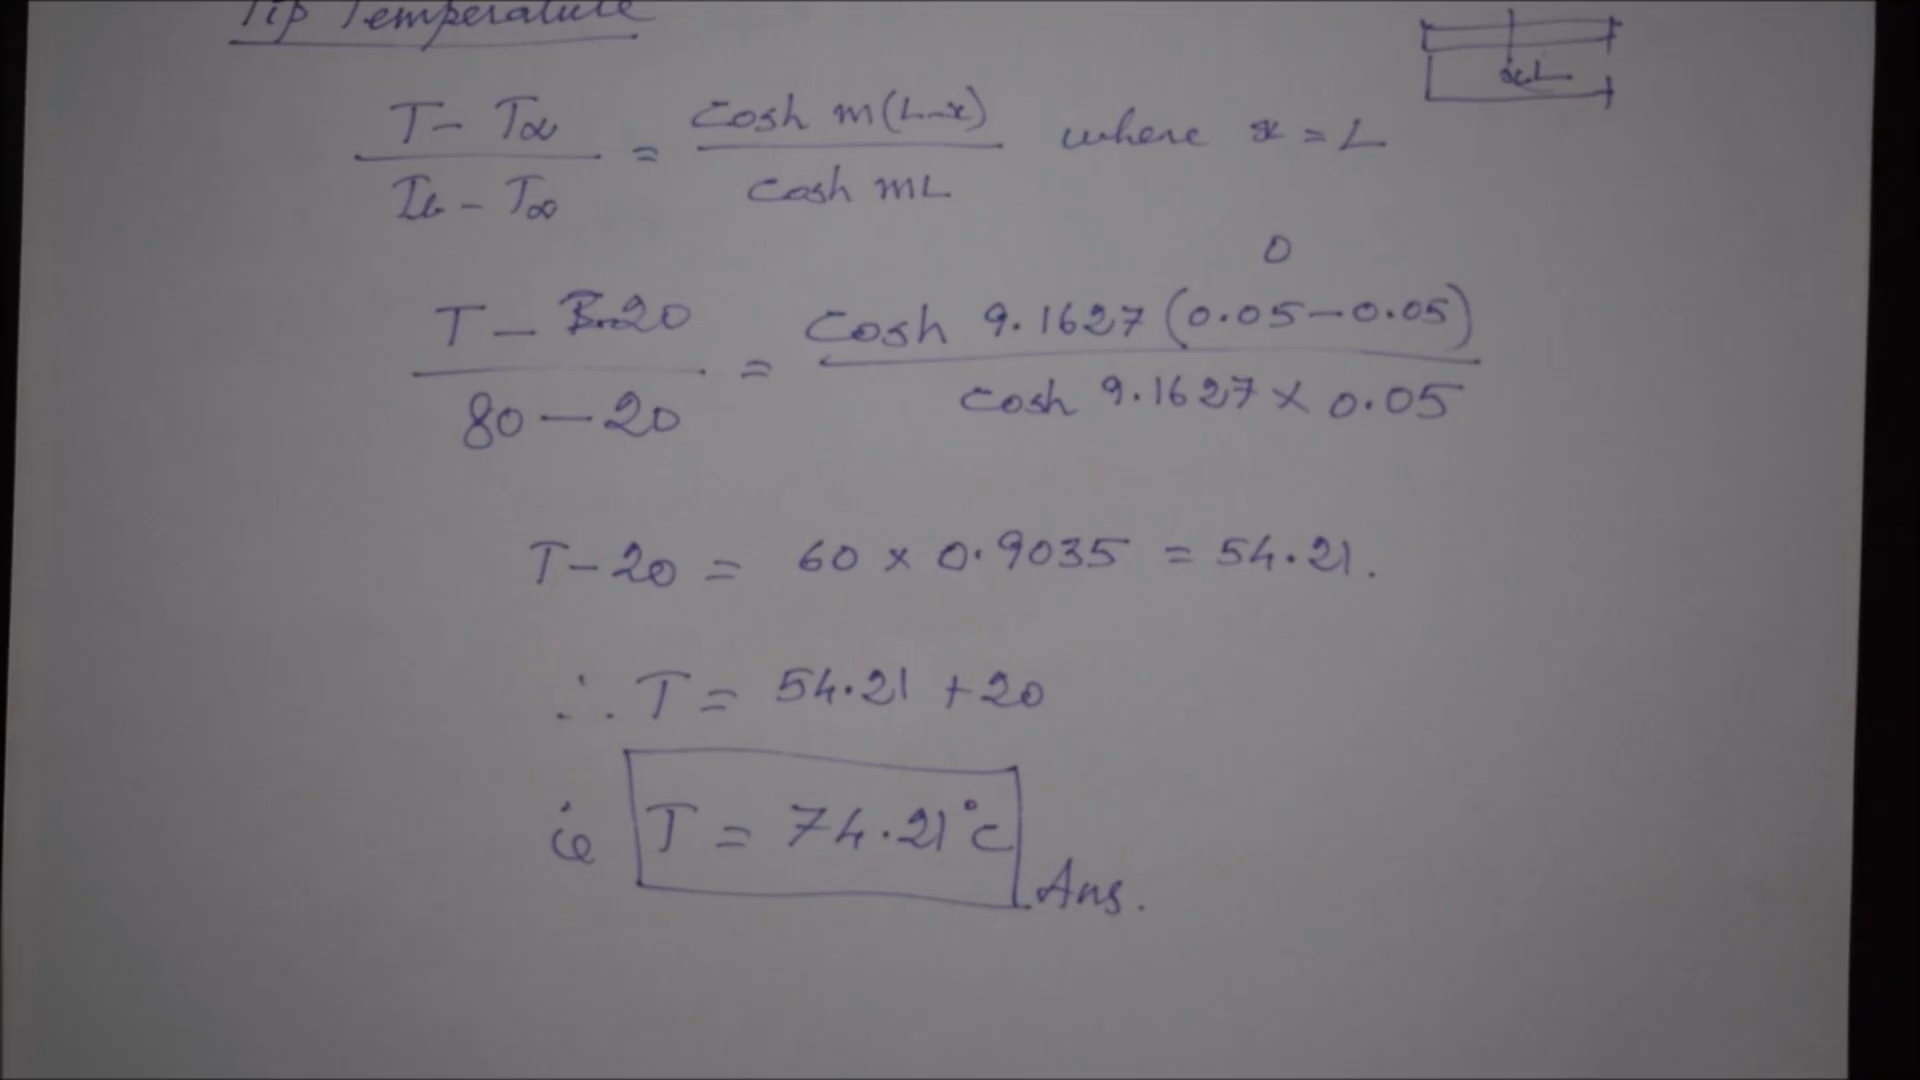 Tip Temperature
T - T∞ / Tb - T∞ = cosh m(L-x) / cosh mL where x = L
0
T - 20 / 80 - 20 = cosh 9.1627 (0.05 - 0.05) / cosh 9.1627 × 0.05
T - 20 = 60 × 0.9035 = 54.21.
∴ T = 54.21 + 20
ie T = 74.21°C Ans.